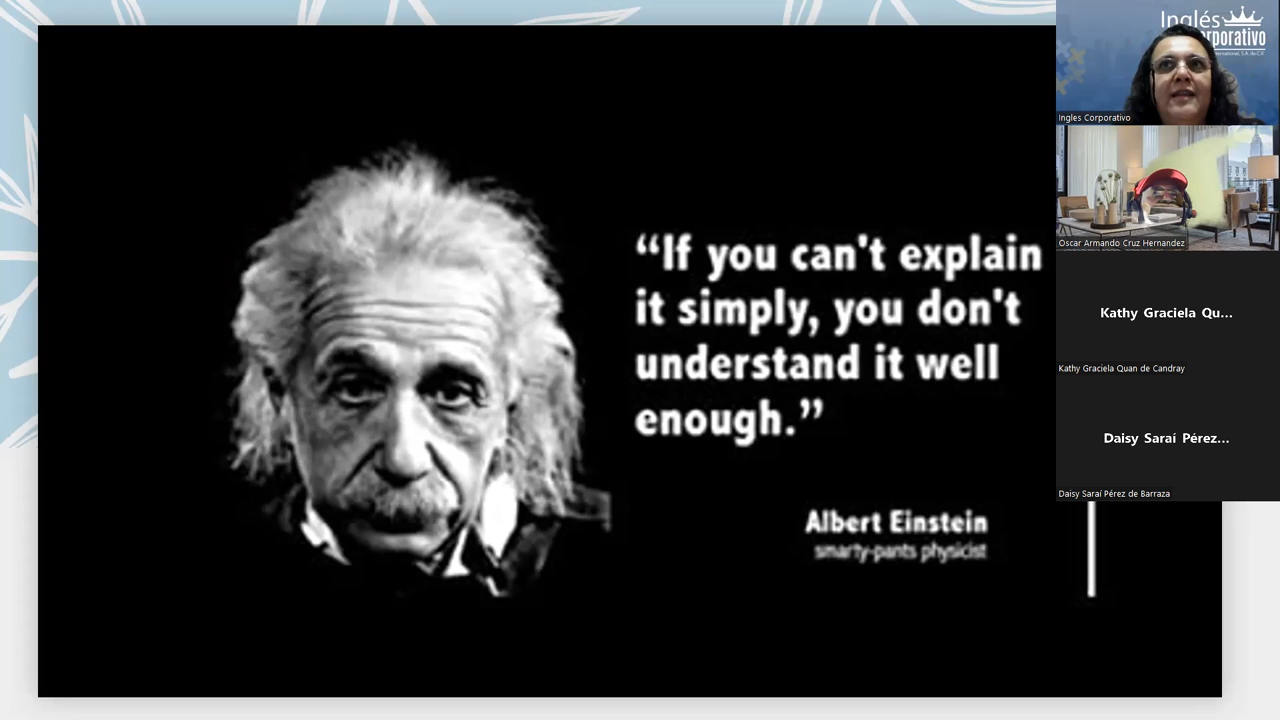 “If you can't explain
it simply, you don't
understand it well
enough.”
Albert Einstein
smarty-pants physicist
Inglés
Corporativo
Ingles Corporativo
Oscar Armando Cruz Hernandez
Kathy Graciela Qu...
Kathy Graciela Quan de Candray
Daisy Saraí Pérez...
Daisy Saraí Pérez de Barraza